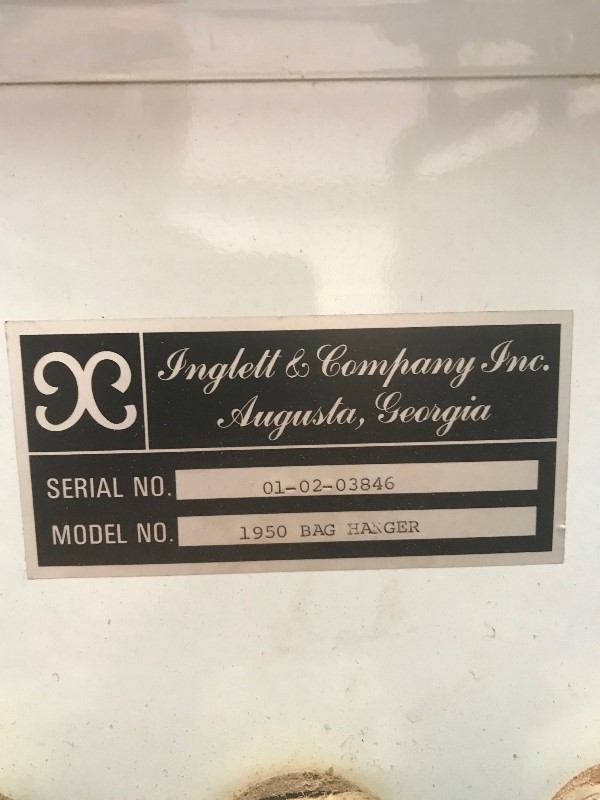 Inglett & Company Inc.
Augusta, Georgia
SERIAL NO. 01-02-03846
MODEL NO. 1950 BAG HANGER